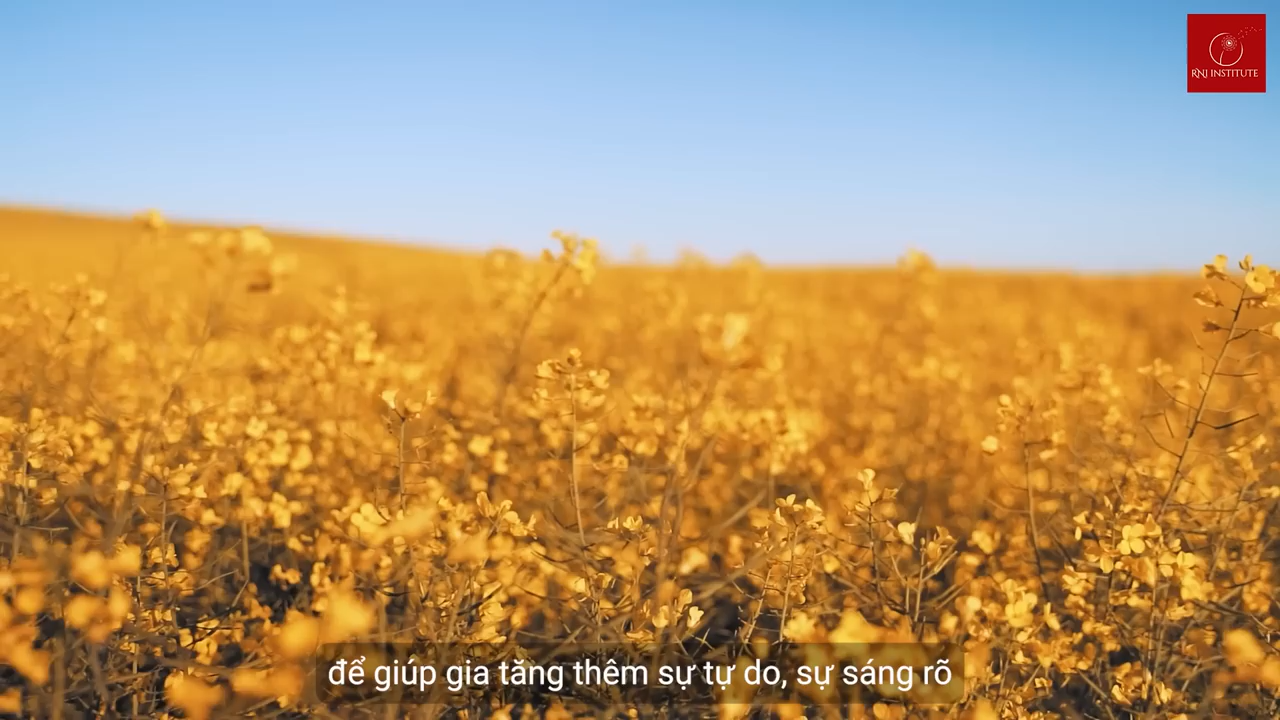 RNJ INSTITUTE
để giúp gia tăng thêm sự tự do, sự sáng rõ